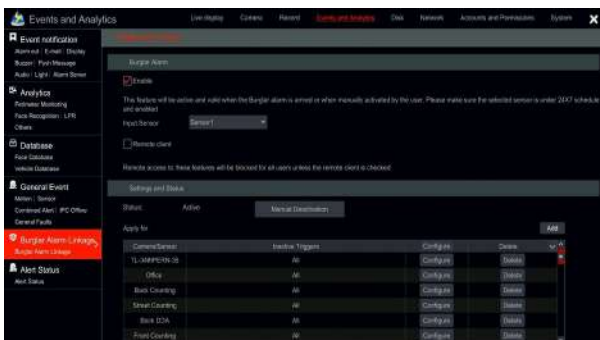 Events and Analytics
Live display Camera Record Events and Analytics Disk Network Accounts and Permissions System
Event notification
Alarm out | E-mail | Display
Buzzer | Push Message
Audio | Light | Alarm Server
Analytics
Perimeter Monitoring
Face Recognition | LPR
Others
Database
Face Database
Vehicle Database
General Event
Motion | Sensor
Combined Alert | IPC Offline
General Faults
Burglar Alarm Linkage
Burglar Alarm Linkage
Alert Status
Alert Status
Burglar Alarm
Enable
This feature will be active and valid when the Burglar alarm is armed or when manually activated by the user. Please make sure the selected sensor is under 24X7 schedule
and enabled
Input Sensor Sensor1
Remote client
Remote access to these features will be blocked for all users unless the remote client is checked
Settings and Status
Status: Active Manual Deactivation
Apply for Add
Camera/Sensor Inactive Triggers Configure Delete
All Configure Delete
Office All Configure Delete
Back Counting All Configure Delete
Street Counting All Configure Delete
Back DDA All Configure Delete
Front Counting All Configure Delete